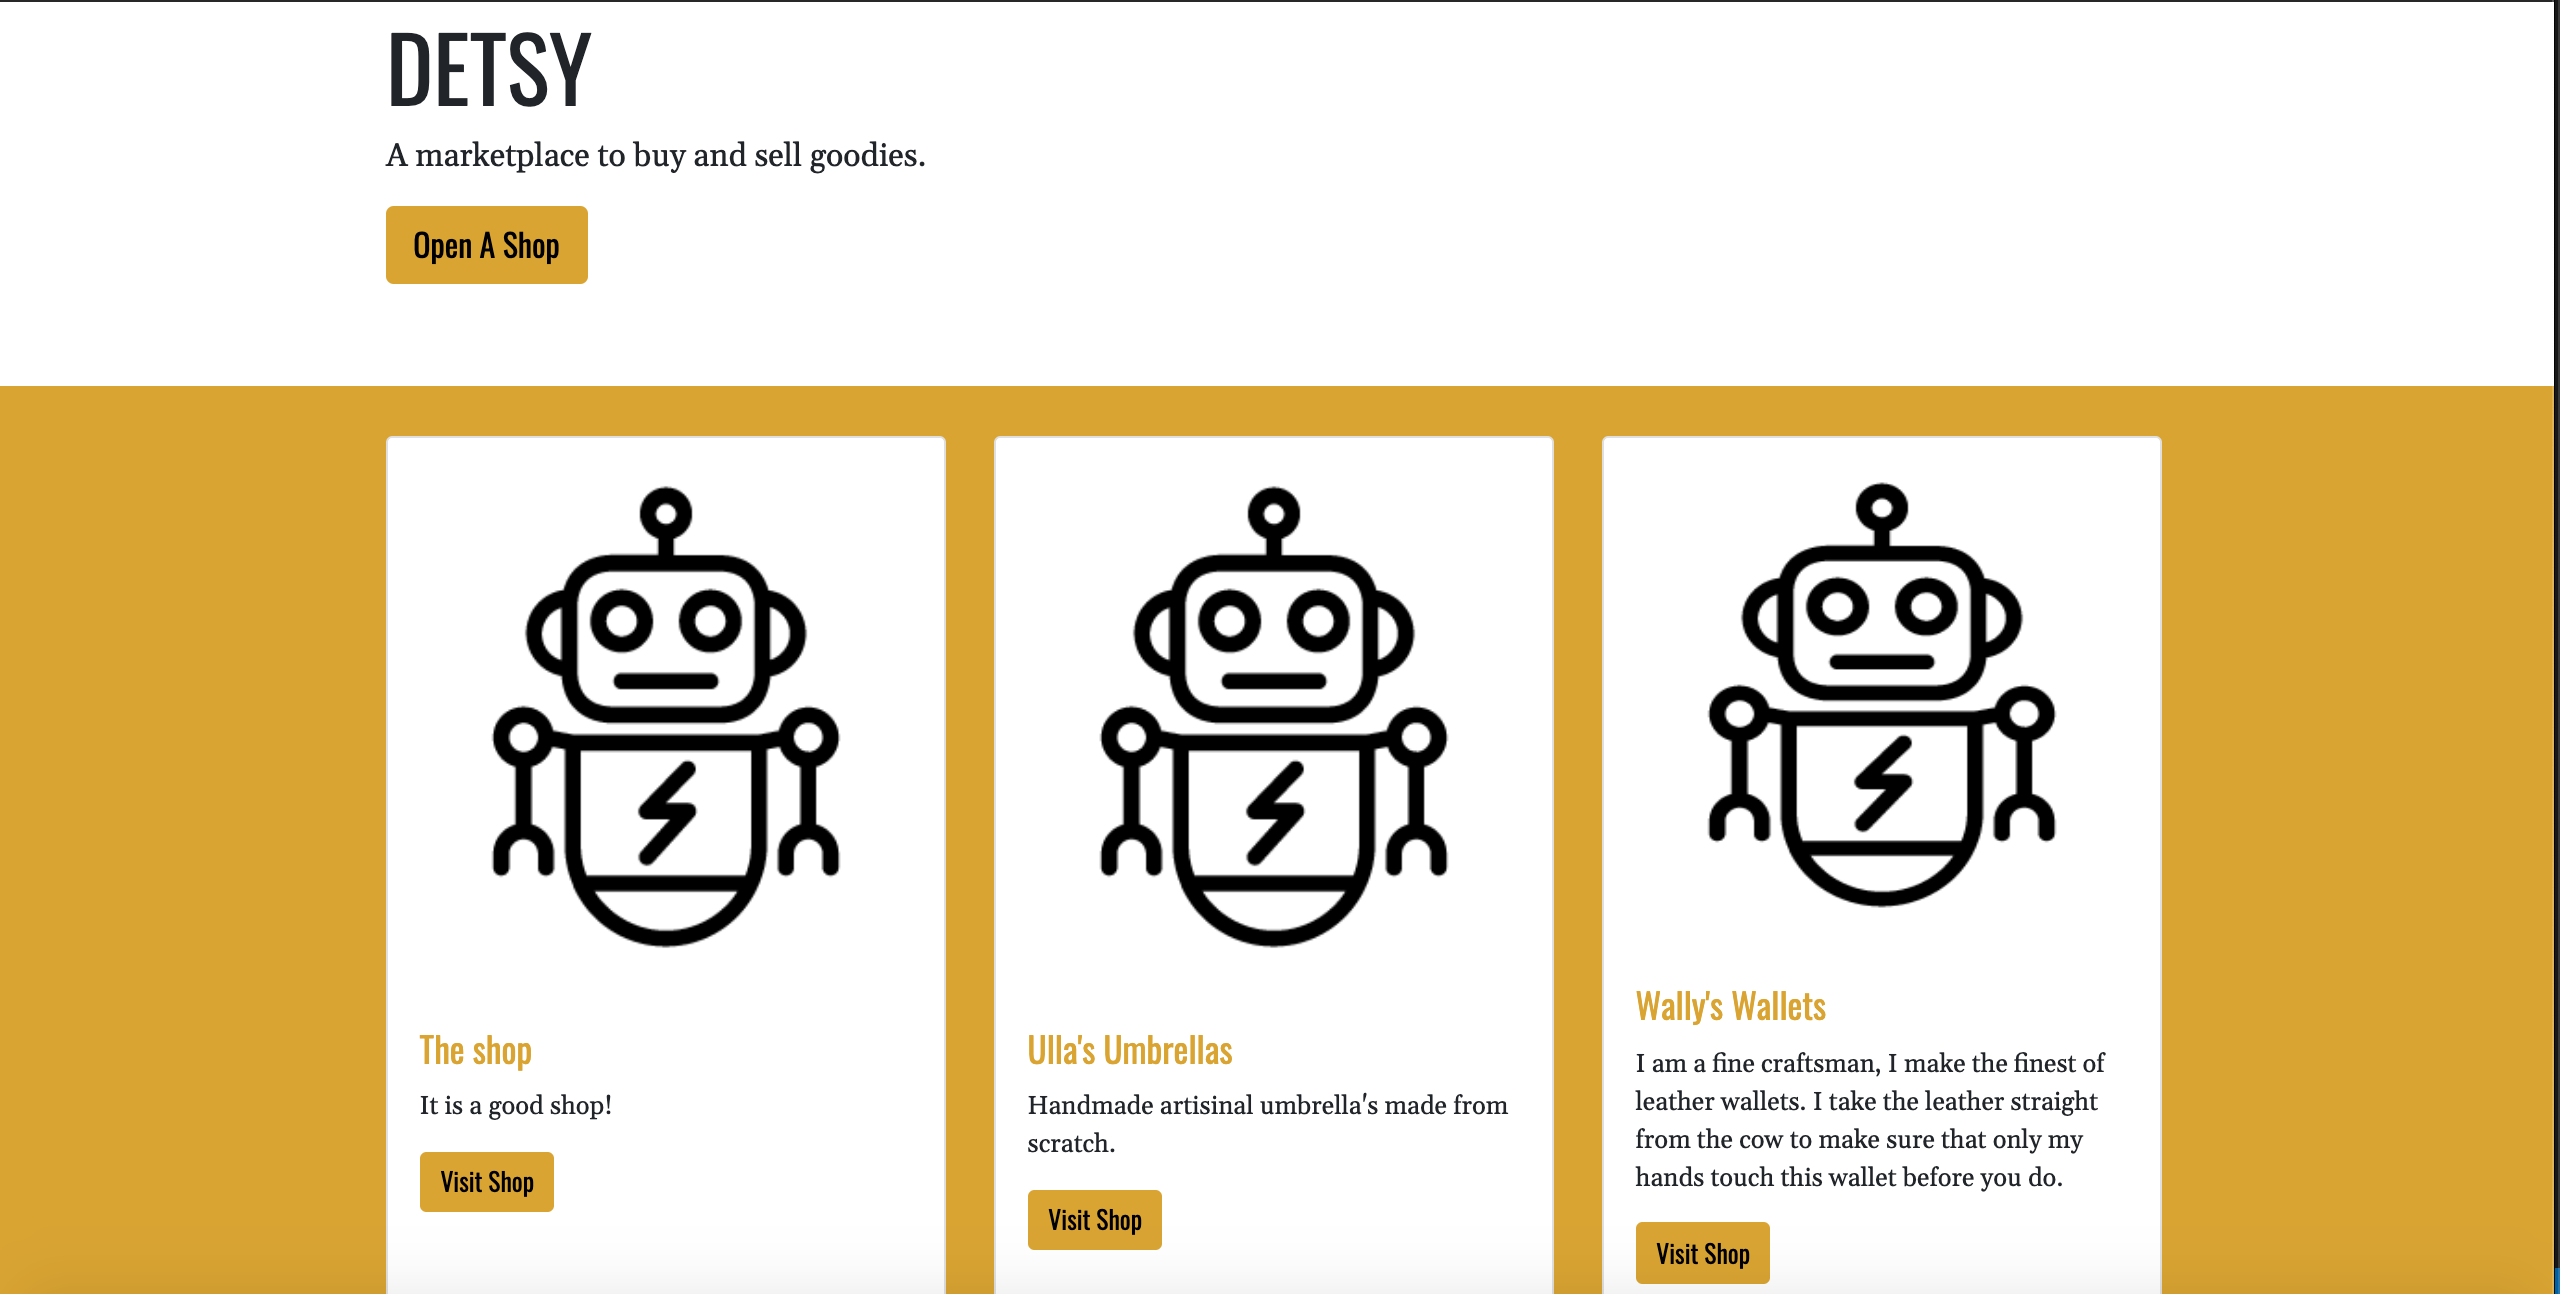 DETSY
A marketplace to buy and sell goodies.
Open A Shop
The shop
It is a good shop!
Visit Shop
Ulla's Umbrellas
Handmade artisinal umbrella's made from
scratch.
Visit Shop
Wally's Wallets
I am a fine craftsman, I make the finest of
leather wallets. I take the leather straight
from the cow to make sure that only my
hands touch this wallet before you do.
Visit Shop